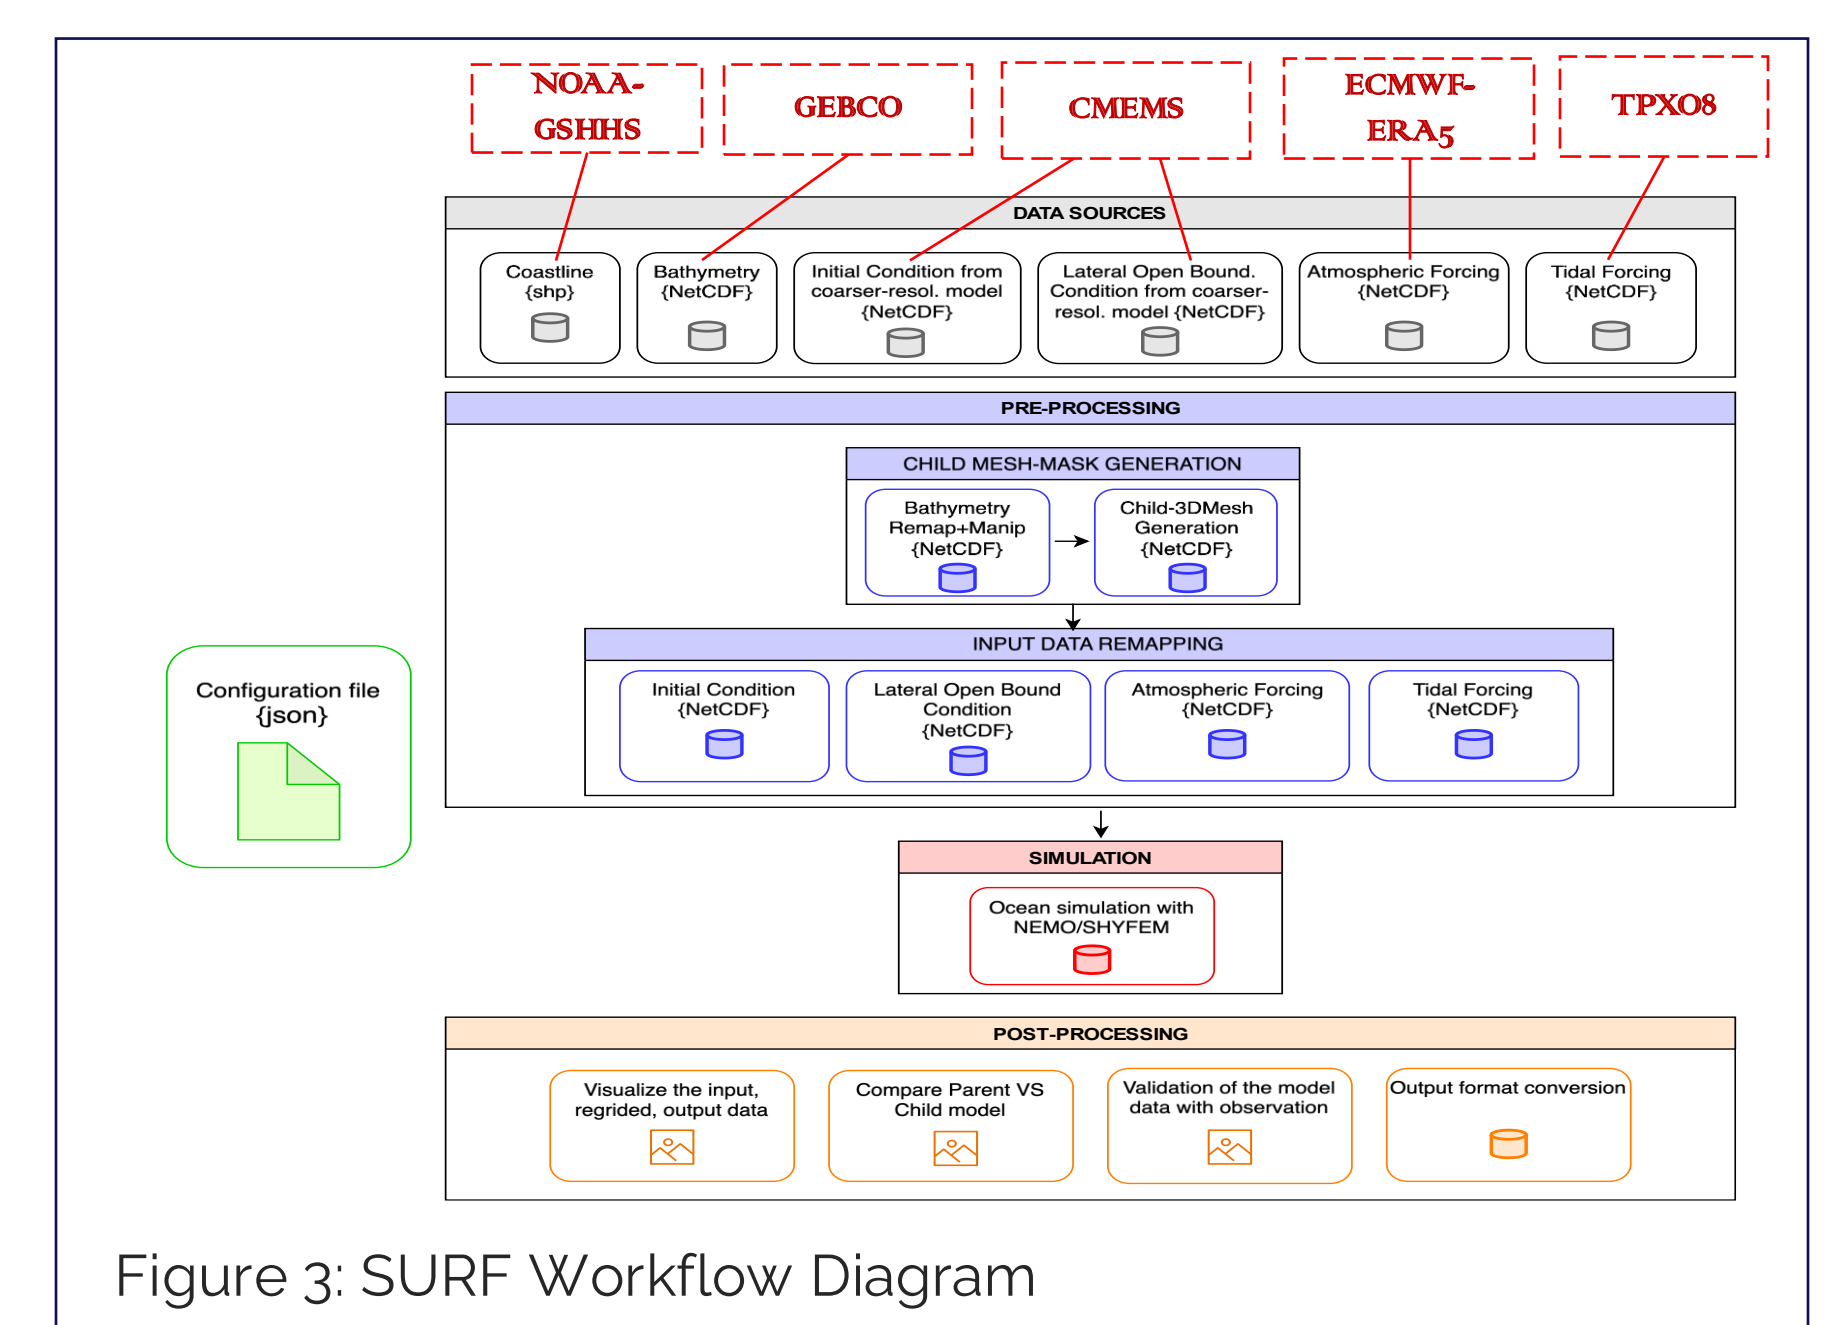 NOAA-
GSHHS
GEBCO
CMEMS
ECMWF-
ERA5
TPXO8
DATA SOURCES
Coastline
{shp}
Bathymetry
{NetCDF}
Initial Condition from
coarser-resol. model
{NetCDF}
Lateral Open Bound.
Condition from coarser-
resol. model {NetCDF}
Atmospheric Forcing
{NetCDF}
Tidal Forcing
{NetCDF}
PRE-PROCESSING
CHILD MESH-MASK GENERATION
Bathymetry
Remap+Manip
{NetCDF}
Child-3DMesh
Generation
{NetCDF}
INPUT DATA REMAPPING
Initial Condition
{NetCDF}
Lateral Open Bound
Condition
{NetCDF}
Atmospheric Forcing
{NetCDF}
Tidal Forcing
{NetCDF}
Configuration file
{json}
SIMULATION
Ocean simulation with
NEMO/SHYFEM
POST-PROCESSING
Visualize the input,
regrided, output data
Compare Parent VS
Child model
Validation of the model
data with observation
Output format conversion
Figure 3: SURF Workflow Diagram